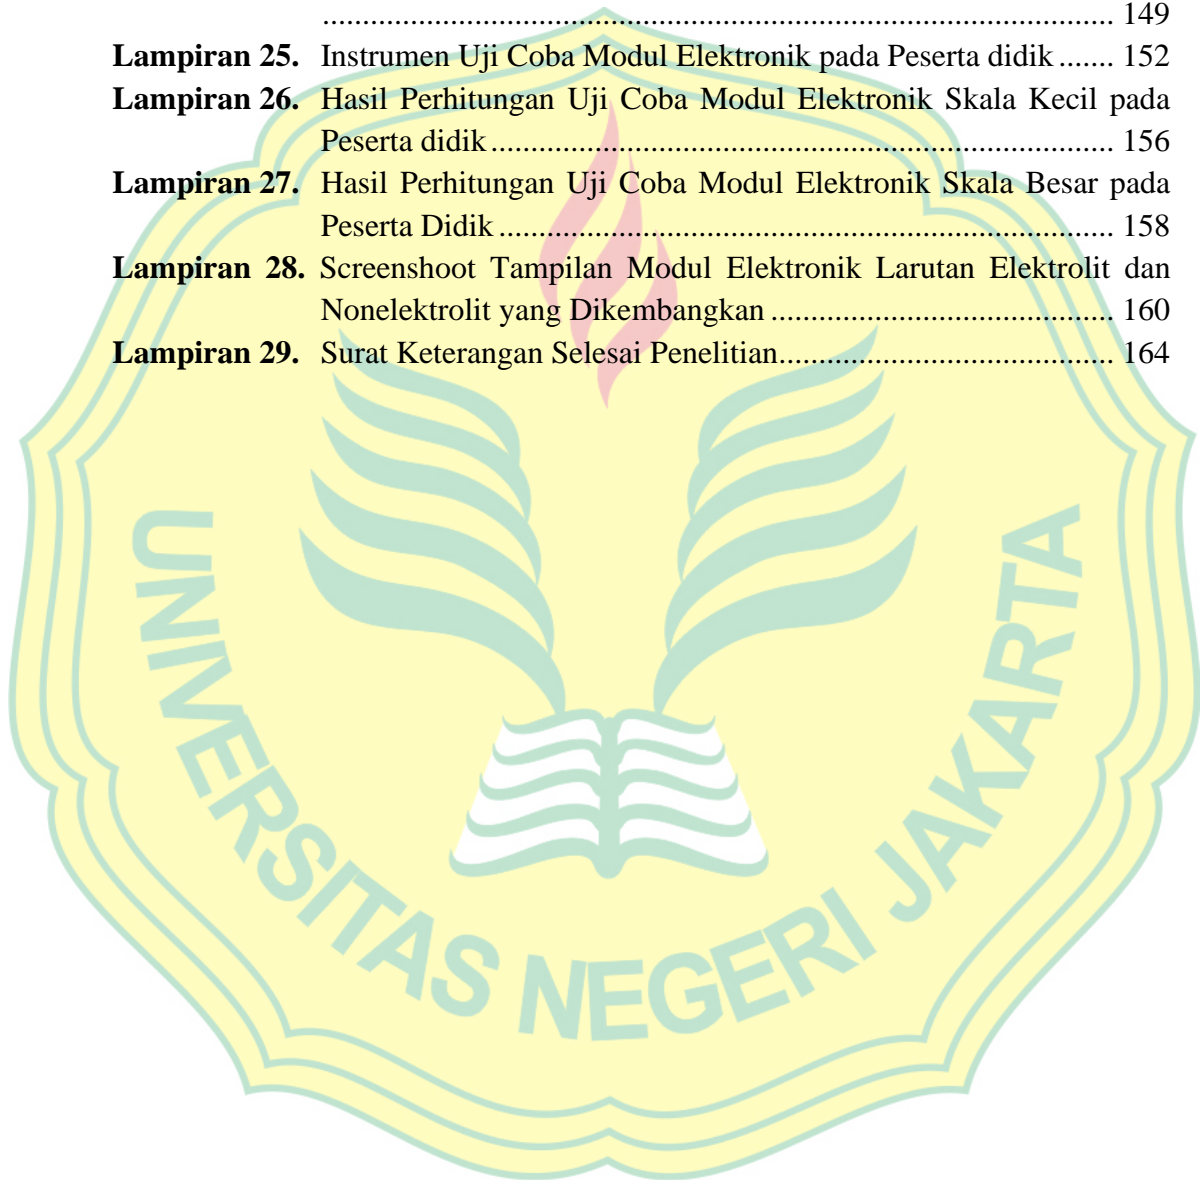 ............................................................................................... 149
Lampiran 25. Instrumen Uji Coba Modul Elektronik pada Peserta didik ....... 152
Lampiran 26. Hasil Perhitungan Uji Coba Modul Elektronik Skala Kecil pada
Peserta didik ........................................................................... 156
Lampiran 27. Hasil Perhitungan Uji Coba Modul Elektronik Skala Besar pada
Peserta Didik .......................................................................... 158
Lampiran 28. Screenshoot Tampilan Modul Elektronik Larutan Elektrolit dan
Nonelektrolit yang Dikembangkan ......................................... 160
Lampiran 29. Surat Keterangan Selesai Penelitian........................................ 164
UNIVERSITAS NEGERI JAKARTA